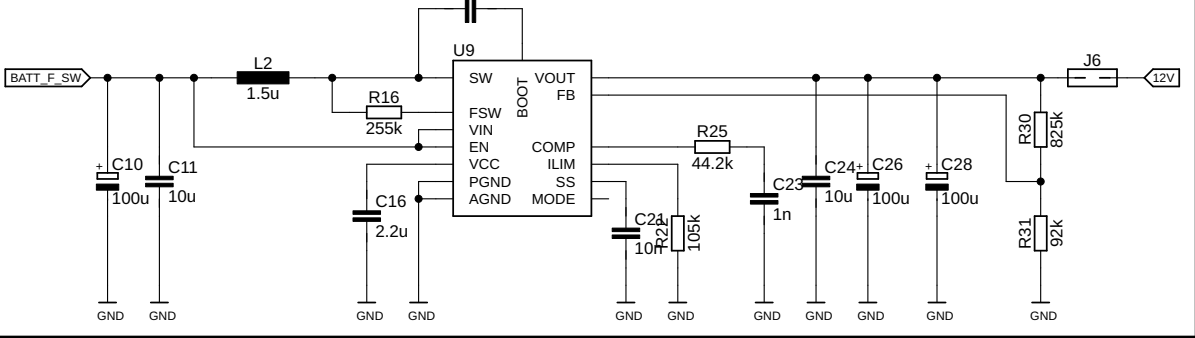 U9
J6
BATT_F_SW
L2
1.5u
SW
BOOT
VOUT
12V
FB
R16
255k
FSW
VIN
EN
VCC
PGND
AGND
COMP
ILIM
SS
MODE
R25
44.2k
R30
825k
C10
+
100u
C11
10u
C16
2.2u
C21
10n
R22
105k
C23
1n
C24
10u
C26
+
100u
C28
+
100u
R31
92k
GND
GND
GND
GND
GND
GND
GND
GND
GND
GND
GND